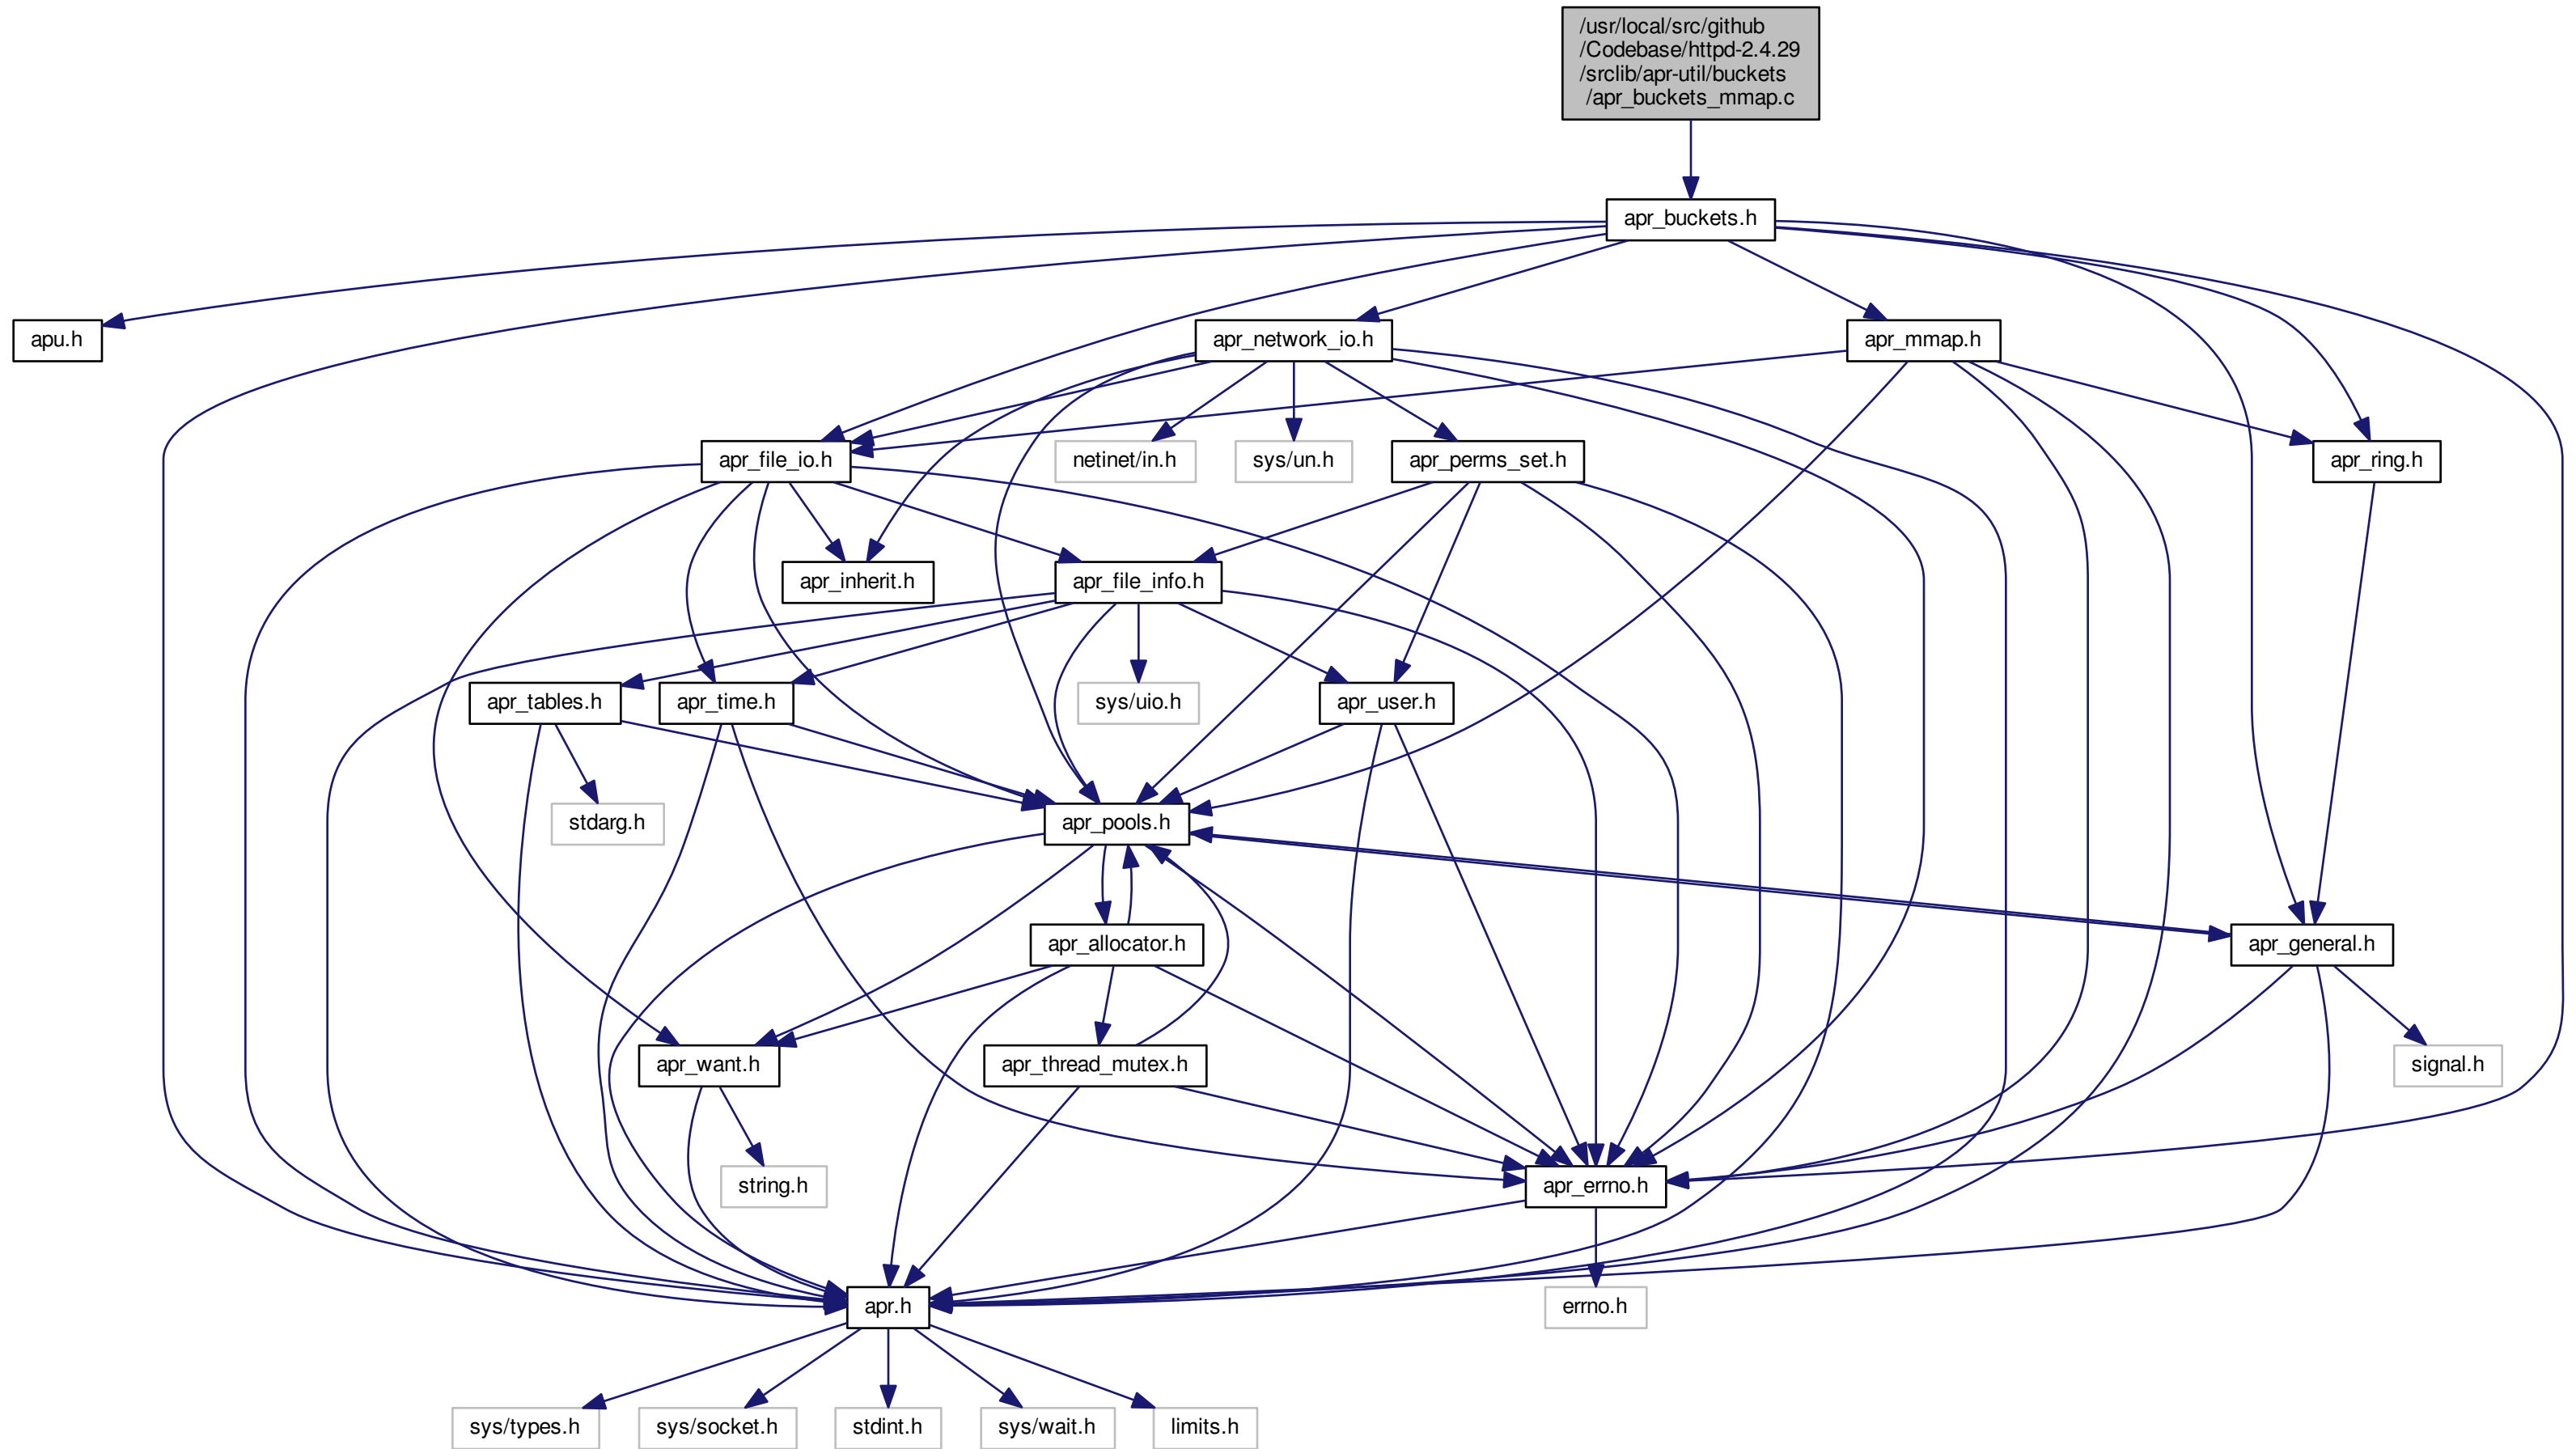 /usr/local/src/github
/Codebase/httpd-2.4.29
/srclib/apr-util/buckets
/apr_buckets_mmap.c
apr_buckets.h
apu.h
apr_network_io.h
apr_mmap.h
apr_file_io.h
netinet/in.h
sys/un.h
apr_perms_set.h
apr_ring.h
apr_inherit.h
apr_file_info.h
apr_tables.h
apr_time.h
sys/uio.h
apr_user.h
stdarg.h
apr_pools.h
apr_allocator.h
apr_general.h
apr_want.h
apr_thread_mutex.h
signal.h
string.h
apr_errno.h
apr.h
errno.h
sys/types.h
sys/socket.h
stdint.h
sys/wait.h
limits.h